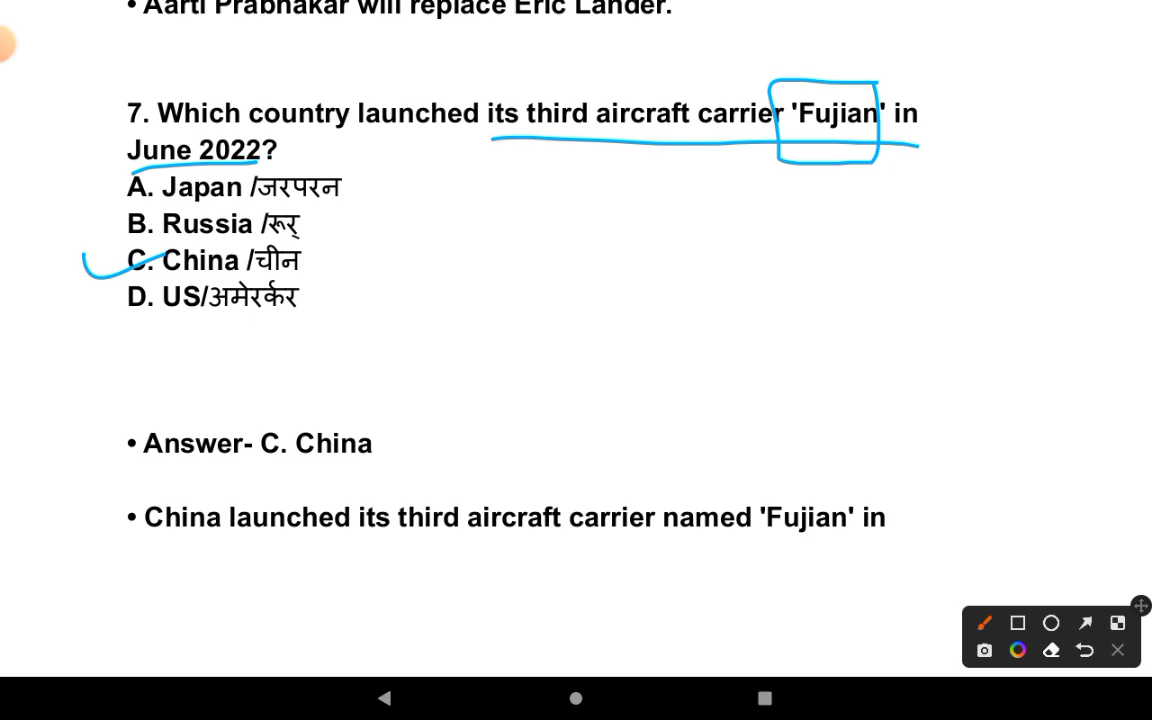 • Aarti Prabhakar will replace Eric Lander.
7. Which country launched its third aircraft carrier 'Fujian' in
June 2022?
A. Japan /जरपरन
B. Russia /रूर्
C. China /चीन
D. US/अमेरर्कर
• Answer- C. China
• China launched its third aircraft carrier named 'Fujian' in